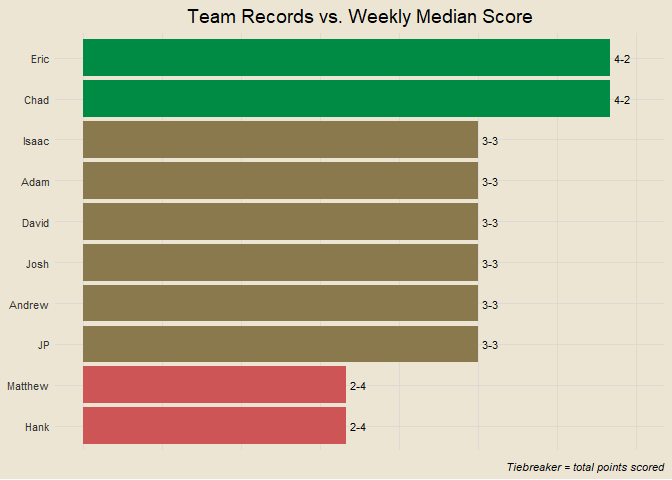 Team Records vs. Weekly Median Score
Eric 4-2
Chad 4-2
Isaac 3-3
Adam 3-3
David 3-3
Josh 3-3
Andrew 3-3
JP 3-3
Matthew 2-4
Hank 2-4
Tiebreaker = total points scored